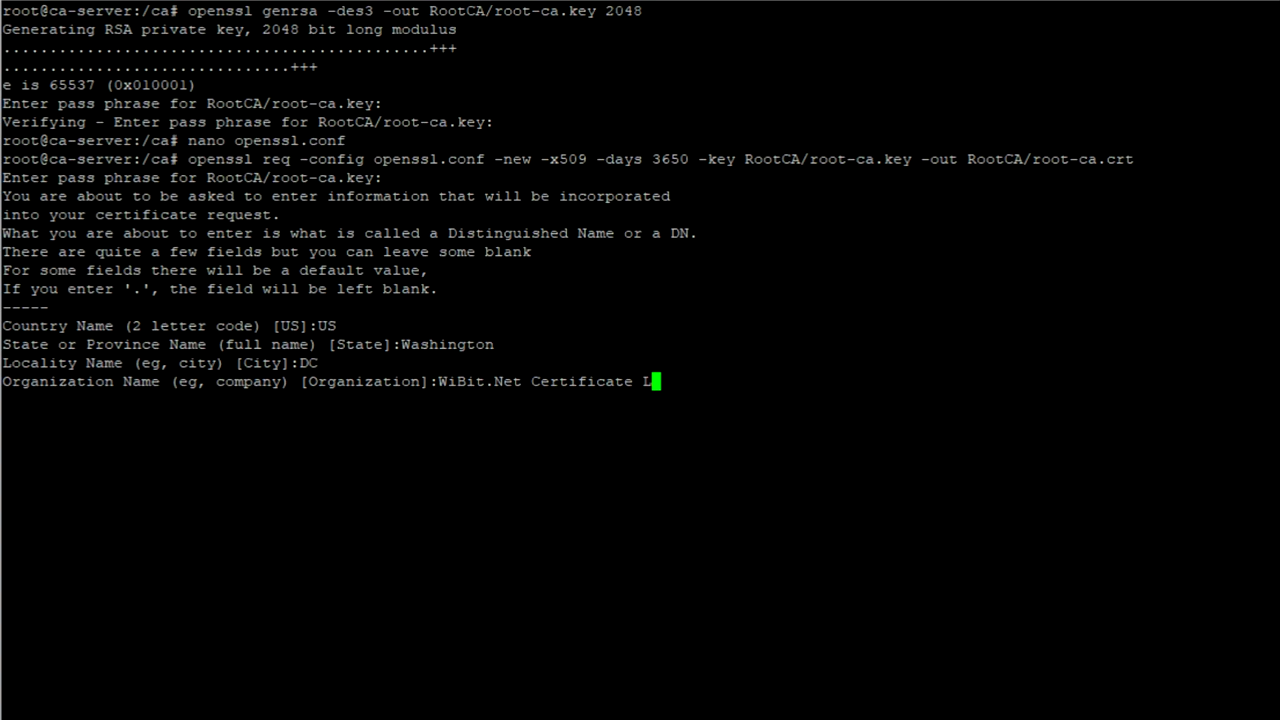 root@ca-server:/ca# openssl genrsa -des3 -out RootCA/root-ca.key 2048
Generating RSA private key, 2048 bit long modulus
..............................................+++
...............................+++
e is 65537 (0x010001)
Enter pass phrase for RootCA/root-ca.key:
Verifying - Enter pass phrase for RootCA/root-ca.key:
root@ca-server:/ca# nano openssl.conf
root@ca-server:/ca# openssl req -config openssl.conf -new -x509 -days 3650 -key RootCA/root-ca.key -out RootCA/root-ca.crt
Enter pass phrase for RootCA/root-ca.key:
You are about to be asked to enter information that will be incorporated
into your certificate request.
What you are about to enter is what is called a Distinguished Name or a DN.
There are quite a few fields but you can leave some blank
For some fields there will be a default value,
If you enter '.', the field will be left blank.
-----
Country Name (2 letter code) [US]:US
State or Province Name (full name) [State]:Washington
Locality Name (eg, city) [City]:DC
Organization Name (eg, company) [Organization]:WiBit.Net Certificate L